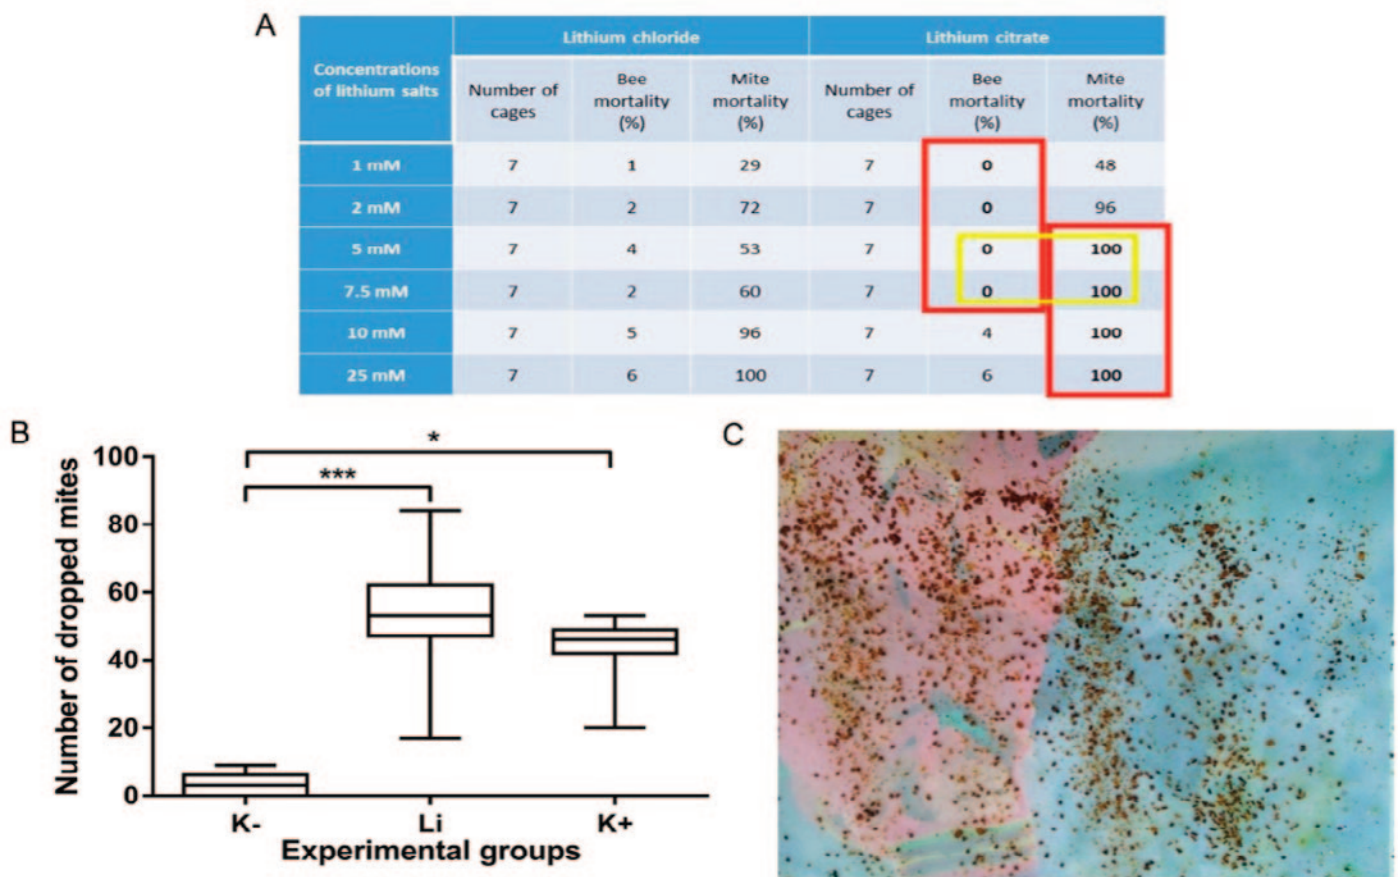 A
Lithium chloride Lithium citrate
Concentrations of lithium salts Number of cages Bee mortality (%) Mite mortality (%) Number of cages Bee mortality (%) Mite mortality (%)
1 mM 7 1 29 7 0 48
2 mM 7 2 72 7 0 96
5 mM 7 4 53 7 0 100
7.5 mM 7 2 60 7 0 100
10 mM 7 5 96 7 4 100
25 mM 7 6 100 7 6 100
B
Number of dropped mites
100
80
60
40
20
0
*
***
K- Li K+
Experimental groups
C